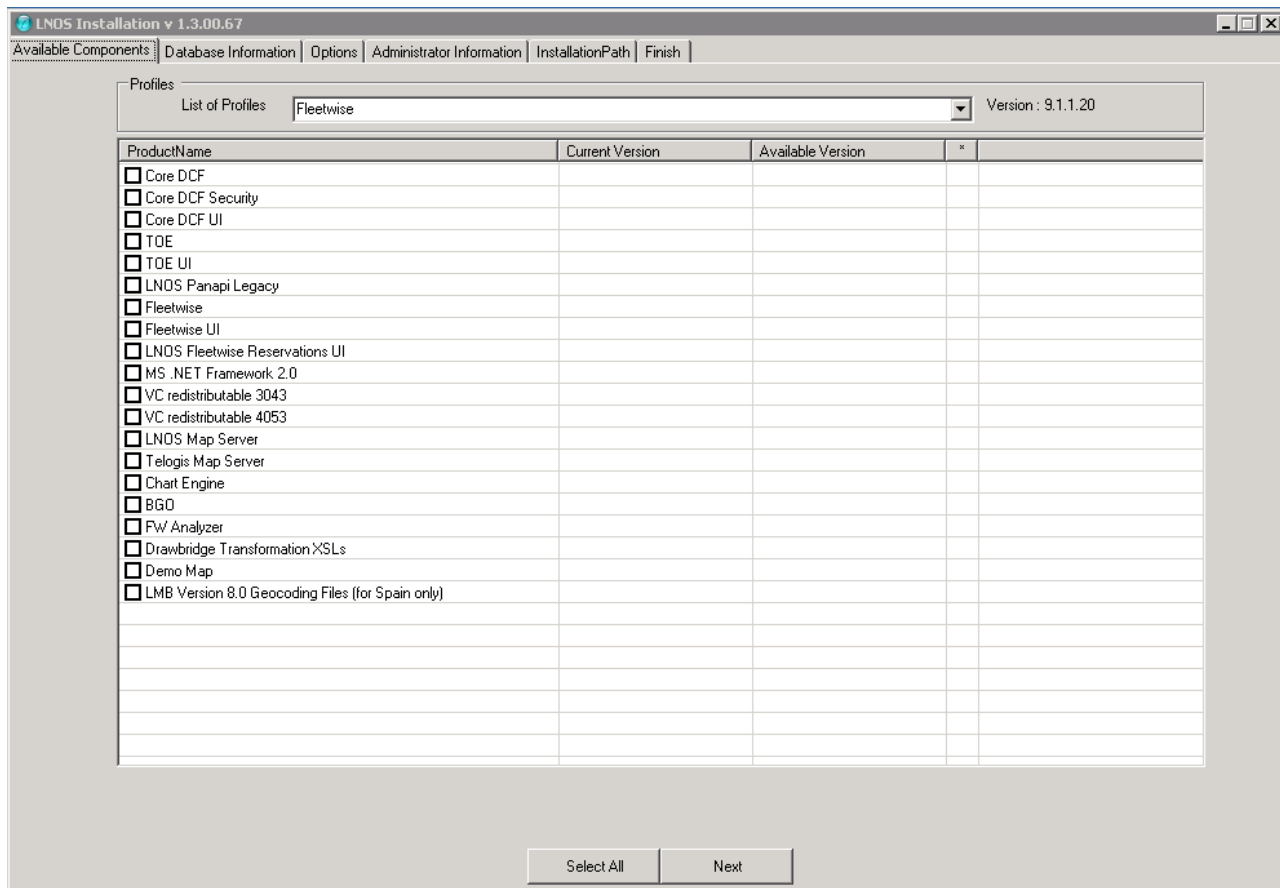 LNOS Installation v 1.3.00.67
Available Components Database Information Options Administrator Information InstallationPath Finish
Profiles
List of Profiles Fleetwise Version : 9.1.1.20
ProductName Current Version Available Version *
Core DCF
Core DCF Security
Core DCF UI
TOE
TOE UI
LNOS Panapi Legacy
Fleetwise
Fleetwise UI
LNOS Fleetwise Reservations UI
MS .NET Framework 2.0
VC redistributable 3043
VC redistributable 4053
LNOS Map Server
Telogis Map Server
Chart Engine
BGO
FW Analyzer
Drawbridge Transformation XSLs
Demo Map
LMB Version 8.0 Geocoding Files (for Spain only)
Select All Next